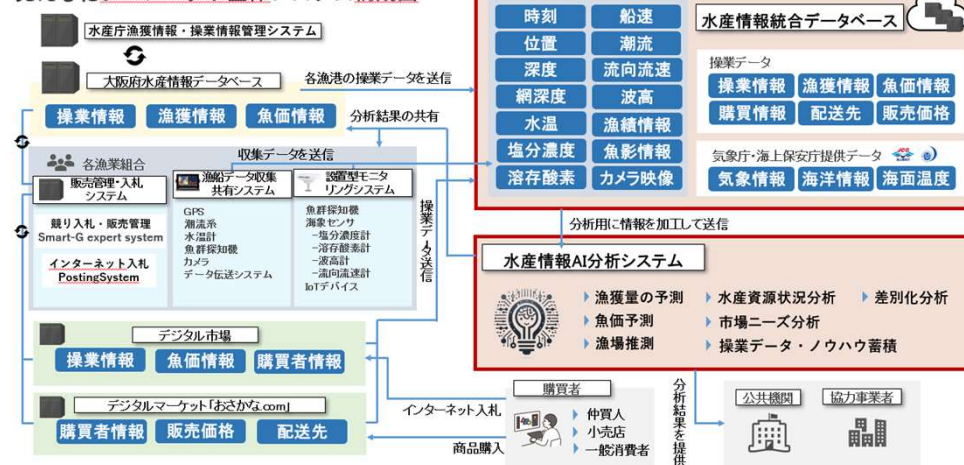 水産庁漁獲情報・操業情報管理システム
大阪府水産情報データベース
各漁港の操業データを送信
操業情報
漁獲情報
魚価情報
分析結果の共有
収集データを送信
各漁業組合
販売管理・入札
システム
競り入札・販売管理
Smart-G expert system
インターネット入札
PostingSystem
漁船データ収集
共有システム
GPS
潮流系
水温計
魚群探知機
カメラ
データ伝送システム
設置型モニタ
リングシステム
魚群探知機
海象センサ
−塩分濃度計
−溶存酸素計
−波高計
−流向流速計
IoTデバイス
操業データ送信
デジタル市場
操業情報
魚価情報
購買者情報
デジタルマーケット「おさかな.com」
購買者情報
販売価格
配送先
時刻
船速
位置
潮流
深度
流向流速
網深度
波高
水温
漁績情報
塩分濃度
魚影情報
溶存酸素
カメラ映像
水産情報統合データベース
操業データ
操業情報
漁獲情報
魚価情報
購買情報
配送先
販売価格
気象庁・海上保安庁提供データ
気象情報
海洋情報
海面温度
分析用に情報を加工して送信
水産情報AI分析システム
漁獲量の予測
水産資源状況分析
差別化分析
魚価予測
市場ニーズ分析
漁場推測
操業データ・ノウハウ蓄積
インターネット入札
商品購入
購買者
仲買人
小売店
一般消費者
分析結果を提供
公共機関
協力事業者